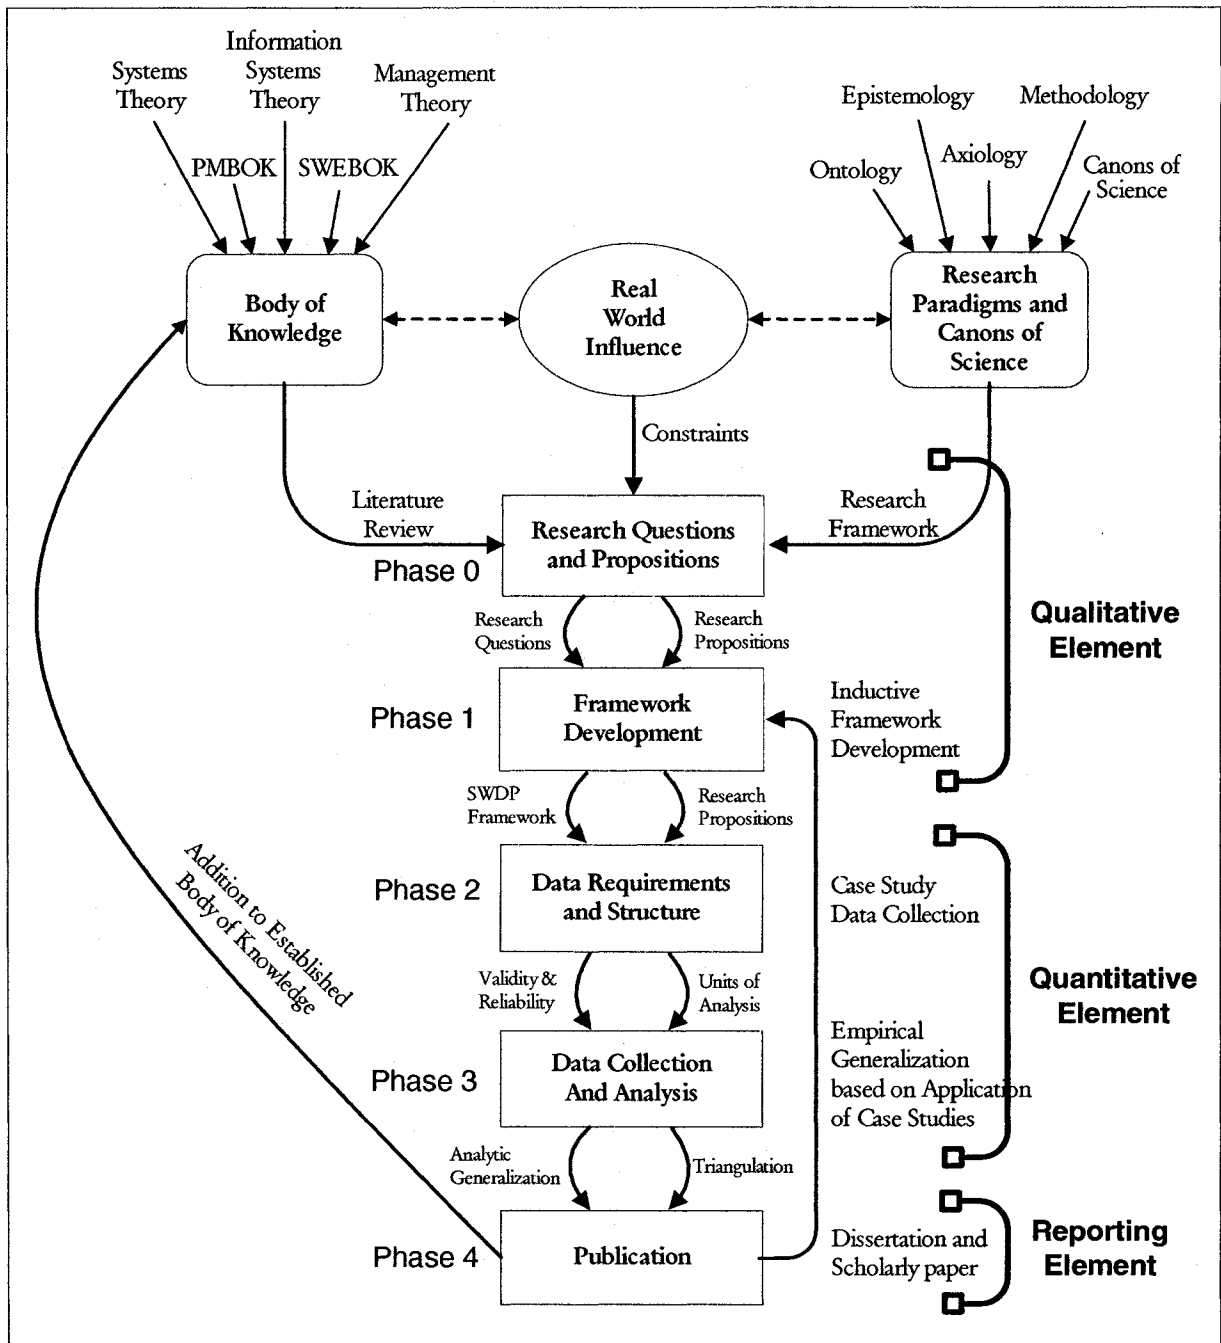 Systems
Theory
Information
Systems
Theory
Management
Theory
PMBOK
SWEBOK
Epistemology
Methodology
Ontology
Axiology
Canons of
Science
Body of
Knowledge
Real
World
Influence
Research
Paradigms and
Canons of
Science
Constraints
Literature
Review
Research
Framework
Phase 0
Research Questions
and Propositions
Research
Questions
Research
Propositions
Qualitative
Element
Phase 1
Framework
Development
Inductive
Framework
Development
SWDP
Framework
Research
Propositions
Phase 2
Data Requirements
and Structure
Case Study
Data Collection
Addition to Established
Body of Knowledge
Validity &
Reliability
Units of
Analysis
Quantitative
Element
Phase 3
Data Collection
And Analysis
Empirical
Generalization
based on Application
of Case Studies
Analytic
Generalization
Triangulation
Phase 4
Publication
Dissertation and
Scholarly paper
Reporting
Element